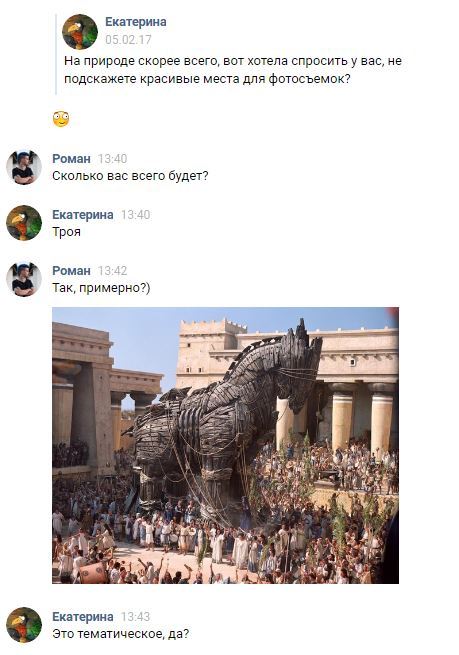 Екатерина
05.02.17
На природе скорее всего, вот хотела спросить у вас, не
подскажете красивые места для фотосъемок?
Роман 13:40
Сколько вас всего будет?
Екатерина 13:40
Троя
Роман 13:42
Так, примерно?)
Екатерина 13:43
Это тематическое, да?